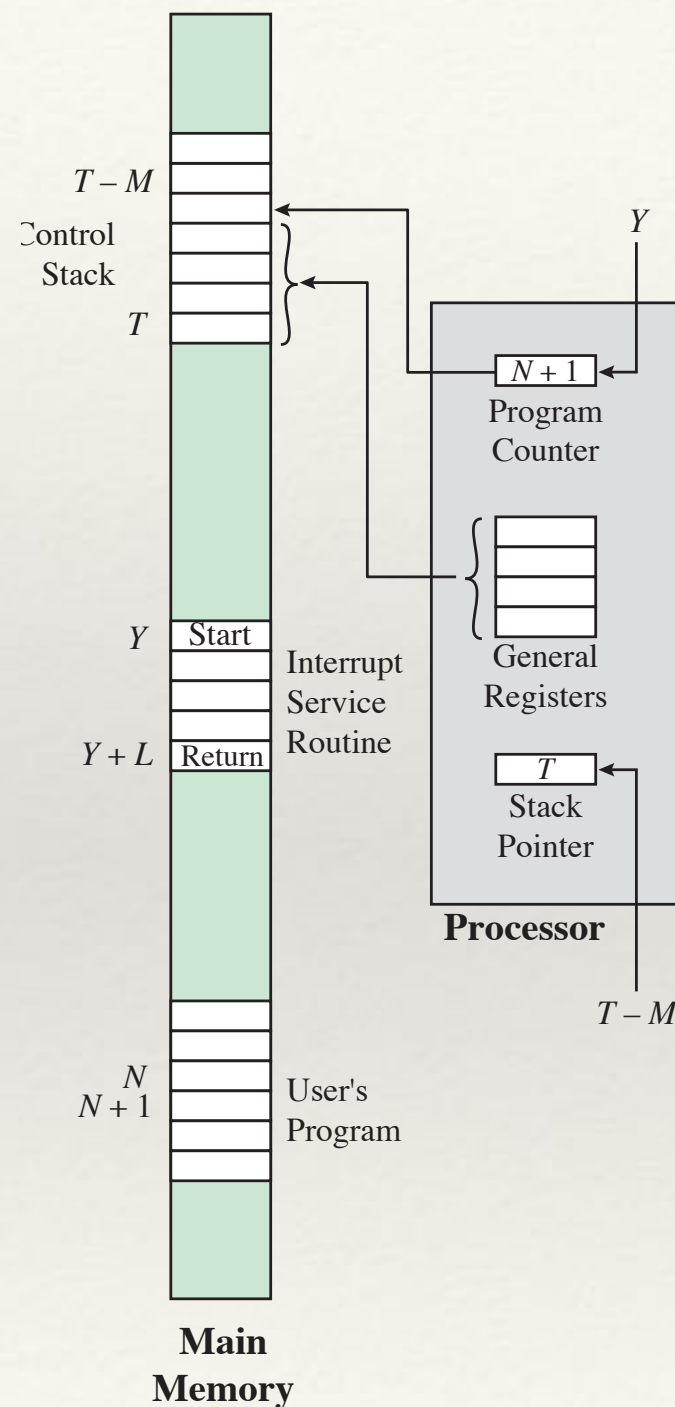 T – M
Control
Stack
T
Y
Start
Interrupt
Service
Routine
Y + L
Return
N
N + 1
User's
Program
Main
Memory
Y
N + 1
Program
Counter
General
Registers
T
Stack
Pointer
Processor
T – M